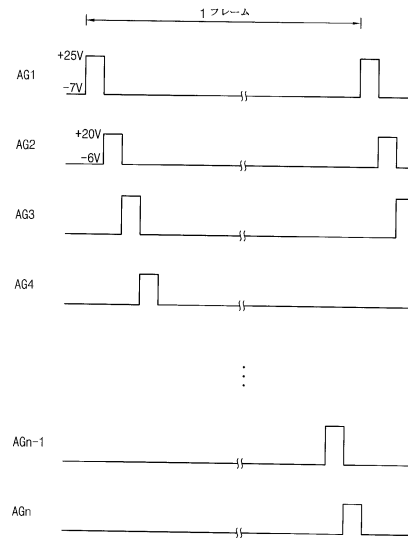 1 フレーム
+25V
AG1
-7V
+20V
AG2
-6V
AG3
AG4
AGn-1
AGn